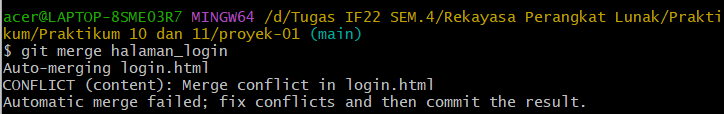 acer@LAPTOP-8SME03R7 MINGW64 /d/Tugas IF22 SEM.4/Rekayasa Perangkat Lunak/Prakti
kum/Praktikum 10 dan 11/proyek-01 (main)
$ git merge halaman_login
Auto-merging login.html
CONFLICT (content): Merge conflict in login.html
Automatic merge failed; fix conflicts and then commit the result.